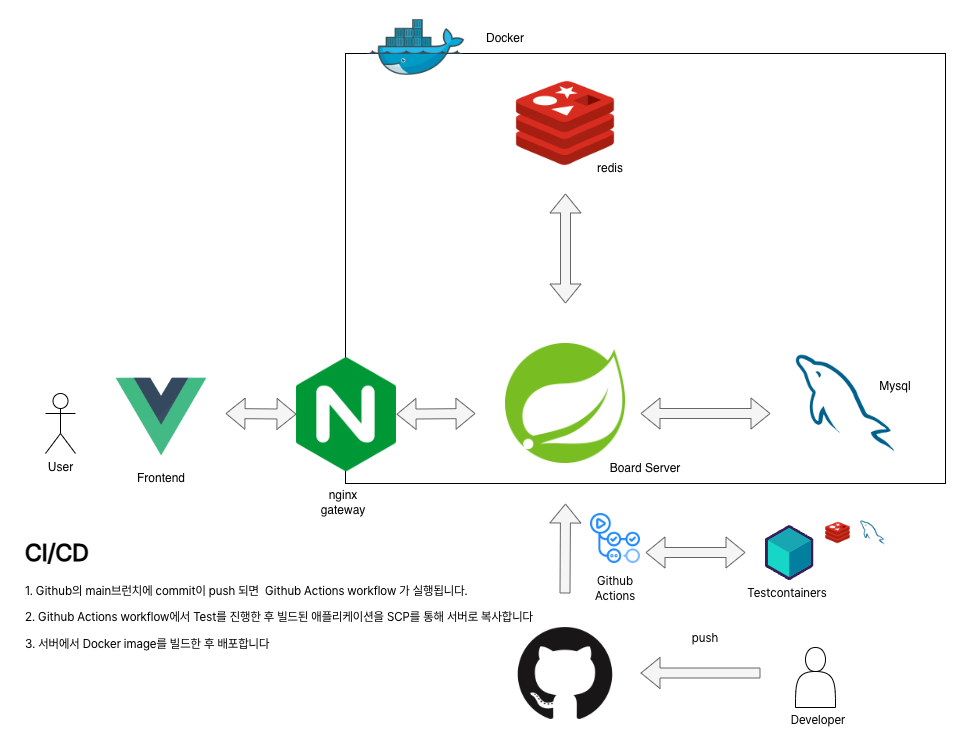 Docker
redis
Mysql
User
Frontend
Board Server
nginx
gateway
CI/CD
Github
Actions
Testcontainers
1. Github의 main브런치에 commit이 push 되면 Github Actions workflow 가 실행됩니다.
2. Github Actions workflow에서 Test를 진행한 후 빌드된 애플리케이션을 SCP를 통해 서버로 복사합니다
3. 서버에서 Docker image를 빌드한 후 배포합니다
push
Developer